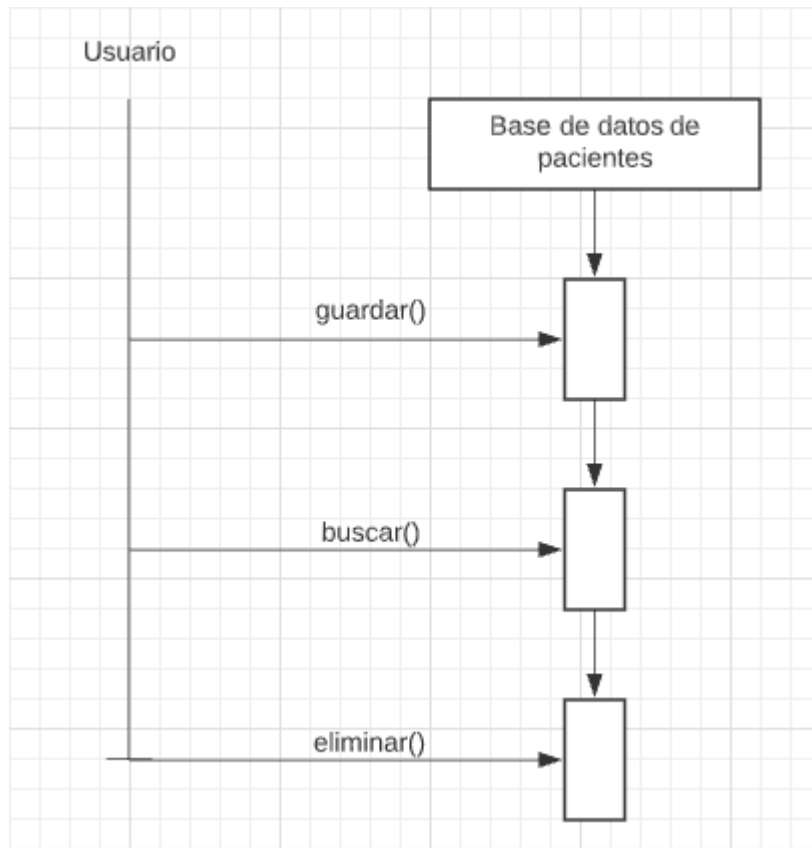 Usuario
Base de datos de
pacientes
guardar()
buscar()
eliminar()